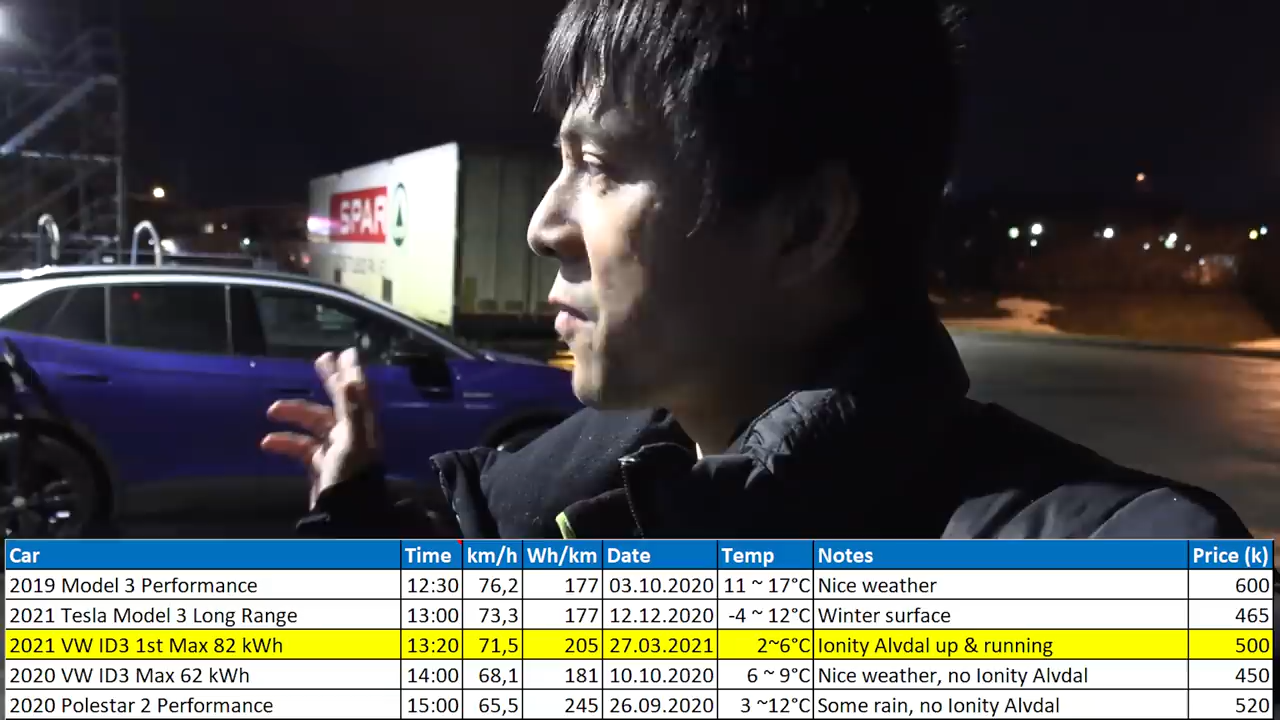 SPAR
Car Time km/h Wh/km Date Temp Notes Price (k)
2019 Model 3 Performance 12:30 76,2 177 03.10.2020 11 ~ 17°C Nice weather 600
2021 Tesla Model 3 Long Range 13:00 73,3 177 12.12.2020 -4 ~ 12°C Winter surface 465
2021 VW ID3 1st Max 82 kWh 13:20 71,5 205 27.03.2021 2~6°C Ionity Alvdal up & running 500
2020 VW ID3 Max 62 kWh 14:00 68,1 181 10.10.2020 6 ~ 9°C Nice weather, no Ionity Alvdal 450
2020 Polestar 2 Performance 15:00 65,5 245 26.09.2020 3 ~12°C Some rain, no Ionity Alvdal 520